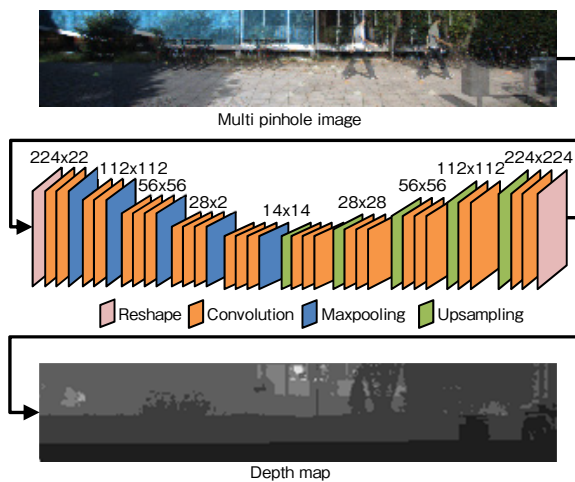 Multi pinhole image
224x22
112x112
56x56
28x2
14x14
28x28
56x56
112x112
224x224
Reshape
Convolution
Maxpooling
Upsampling
Depth map